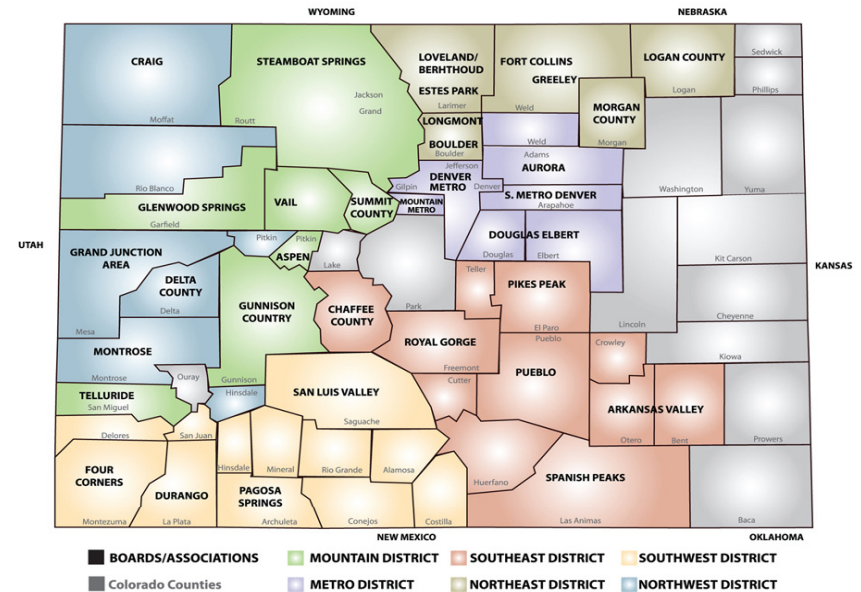 WYOMING
NEBRASKA
CRAIG
Moffat
STEAMBOAT SPRINGS
Jackson
Grand
Routt
LOVELAND/
BERHTHOUD
ESTES PARK
Larimer
FORT COLLINS
GREELEY
Weld
LOGAN COUNTY
Logan
Sedwick
Phillips
LONGMONT
BOULDER
Boulder
MORGAN
COUNTY
Morgan
Weld
Adams
AURORA
Washington
Yuma
Rio Blanco
GLENWOOD SPRINGS
Garfield
VAIL
SUMMIT
COUNTY
Jefferson
Gilpin
DENVER
METRO
Denver
MOUNTAIN
METRO
S. METRO DENVER
Arapahoe
UTAH
GRAND JUNCTION
AREA
Mesa
Pitkin
Pitkin
ASPEN
Lake
DOUGLAS
ELBERT
Douglas
Elbert
Kit Carson
KANSAS
DELTA
COUNTY
Delta
GUNNISON
COUNTRY
Gunnison
CHAFFEE
COUNTY
Park
Teller
PIKES PEAK
El Paro
Lincoln
Cheyenne
MONTROSE
Montrose
Ouray
ROYAL GORGE
Freemont
Pueblo
PUEBLO
Crowley
Kiowa
TELLURIDE
San Miguel
Hinsdale
SAN LUIS VALLEY
Saguache
Cutter
ARKANSAS VALLEY
Otero
Bent
Prowers
Delores
San Juan
FOUR
CORNERS
Montezuma
DURANGO
La Plata
Hinsdale
Mineral
Rio Grande
Alamosa
PAGOSA
SPRINGS
Archuleta
Conejos
Costilla
Huerfano
SPANISH PEAKS
Las Animas
Baca
NEW MEXICO
OKLAHOMA
BOARDS/ASSOCIATIONS
MOUNTAIN DISTRICT
SOUTHEAST DISTRICT
SOUTHWEST DISTRICT
Colorado Counties
METRO DISTRICT
NORTHEAST DISTRICT
NORTHWEST DISTRICT